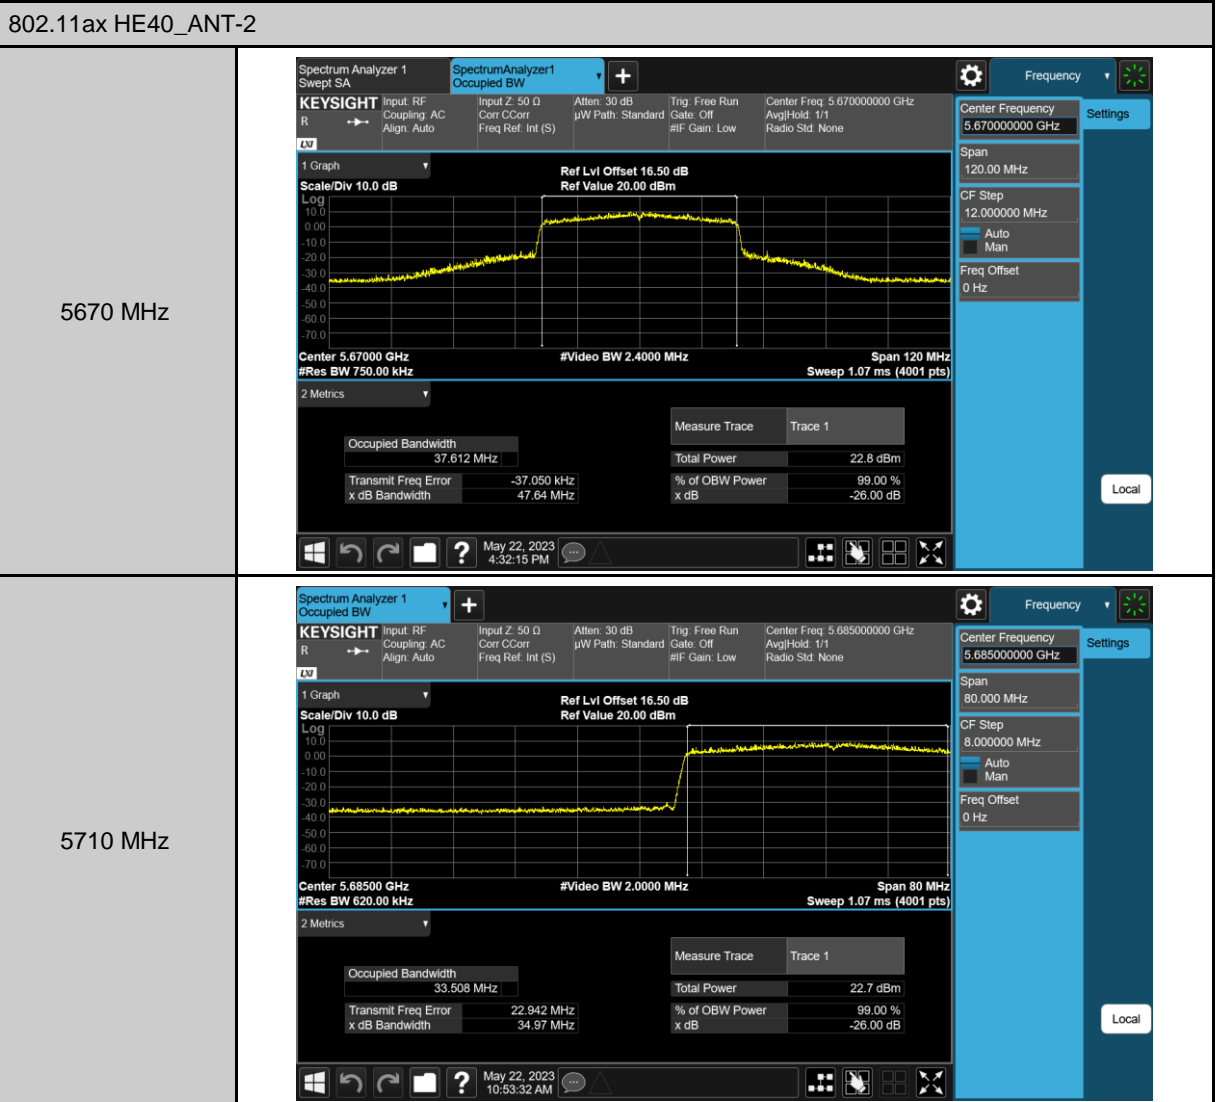 802.11ax HE40_ANT-2
5670 MHz
Spectrum Analyzer 1
Swept SA
SpectrumAnalyzer1
Occupied BW
Frequency
KEYSIGHT
R
LXI
Input: RF
Coupling: AC
Align: Auto
Input Z: 50 Ω
Corr CCorr
Freq Ref: Int (S)
Atten: 30 dB
µW Path: Standard
Trig: Free Run
Gate: Off
#IF Gain: Low
Center Freq: 5.670000000 GHz
Avg|Hold: 1/1
Radio Std: None
Center Frequency
5.670000000 GHz
Settings
Span
120.00 MHz
CF Step
12.000000 MHz
Auto
Man
Freq Offset
0 Hz
1 Graph
Scale/Div 10.0 dB
Ref Lvl Offset 16.50 dB
Ref Value 20.00 dBm
Log
10.0
0.00
-10.0
-20.0
-30.0
-40.0
-50.0
-60.0
-70.0
Center 5.67000 GHz
#Video BW 2.4000 MHz
Span 120 MHz
#Res BW 750.00 kHz
Sweep 1.07 ms (4001 pts)
2 Metrics
Measure Trace Trace 1
Occupied Bandwidth
37.612 MHz
Total Power 22.8 dBm
Transmit Freq Error -37.050 kHz
% of OBW Power 99.00 %
x dB Bandwidth 47.64 MHz
x dB -26.00 dB
Local
?
May 22, 2023
4:32:15 PM
5710 MHz
Spectrum Analyzer 1
Occupied BW
Frequency
KEYSIGHT
R
LXI
Input: RF
Coupling: AC
Align: Auto
Input Z: 50 Ω
Corr CCorr
Freq Ref: Int (S)
Atten: 30 dB
µW Path: Standard
Trig: Free Run
Gate: Off
#IF Gain: Low
Center Freq: 5.685000000 GHz
Avg|Hold: 1/1
Radio Std: None
Center Frequency
5.685000000 GHz
Settings
Span
80.000 MHz
CF Step
8.000000 MHz
Auto
Man
Freq Offset
0 Hz
1 Graph
Scale/Div 10.0 dB
Ref Lvl Offset 16.50 dB
Ref Value 20.00 dBm
Log
10.0
0.00
-10.0
-20.0
-30.0
-40.0
-50.0
-60.0
-70.0
Center 5.68500 GHz
#Video BW 2.0000 MHz
Span 80 MHz
#Res BW 620.00 kHz
Sweep 1.07 ms (4001 pts)
2 Metrics
Measure Trace Trace 1
Occupied Bandwidth
33.508 MHz
Total Power 22.7 dBm
Transmit Freq Error 22.942 MHz
% of OBW Power 99.00 %
x dB Bandwidth 34.97 MHz
x dB -26.00 dB
Local
?
May 22, 2023
10:53:32 AM